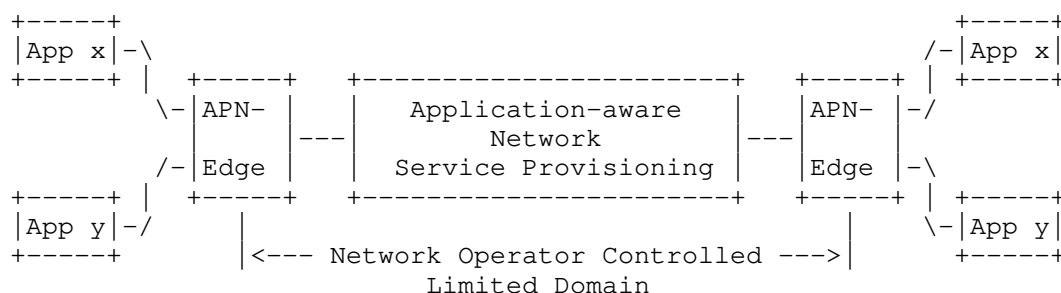 App x App x
APN- Application-aware APN-
Network
Edge Service Provisioning Edge
App y App y
<--- Network Operator Controlled --->
Limited Domain